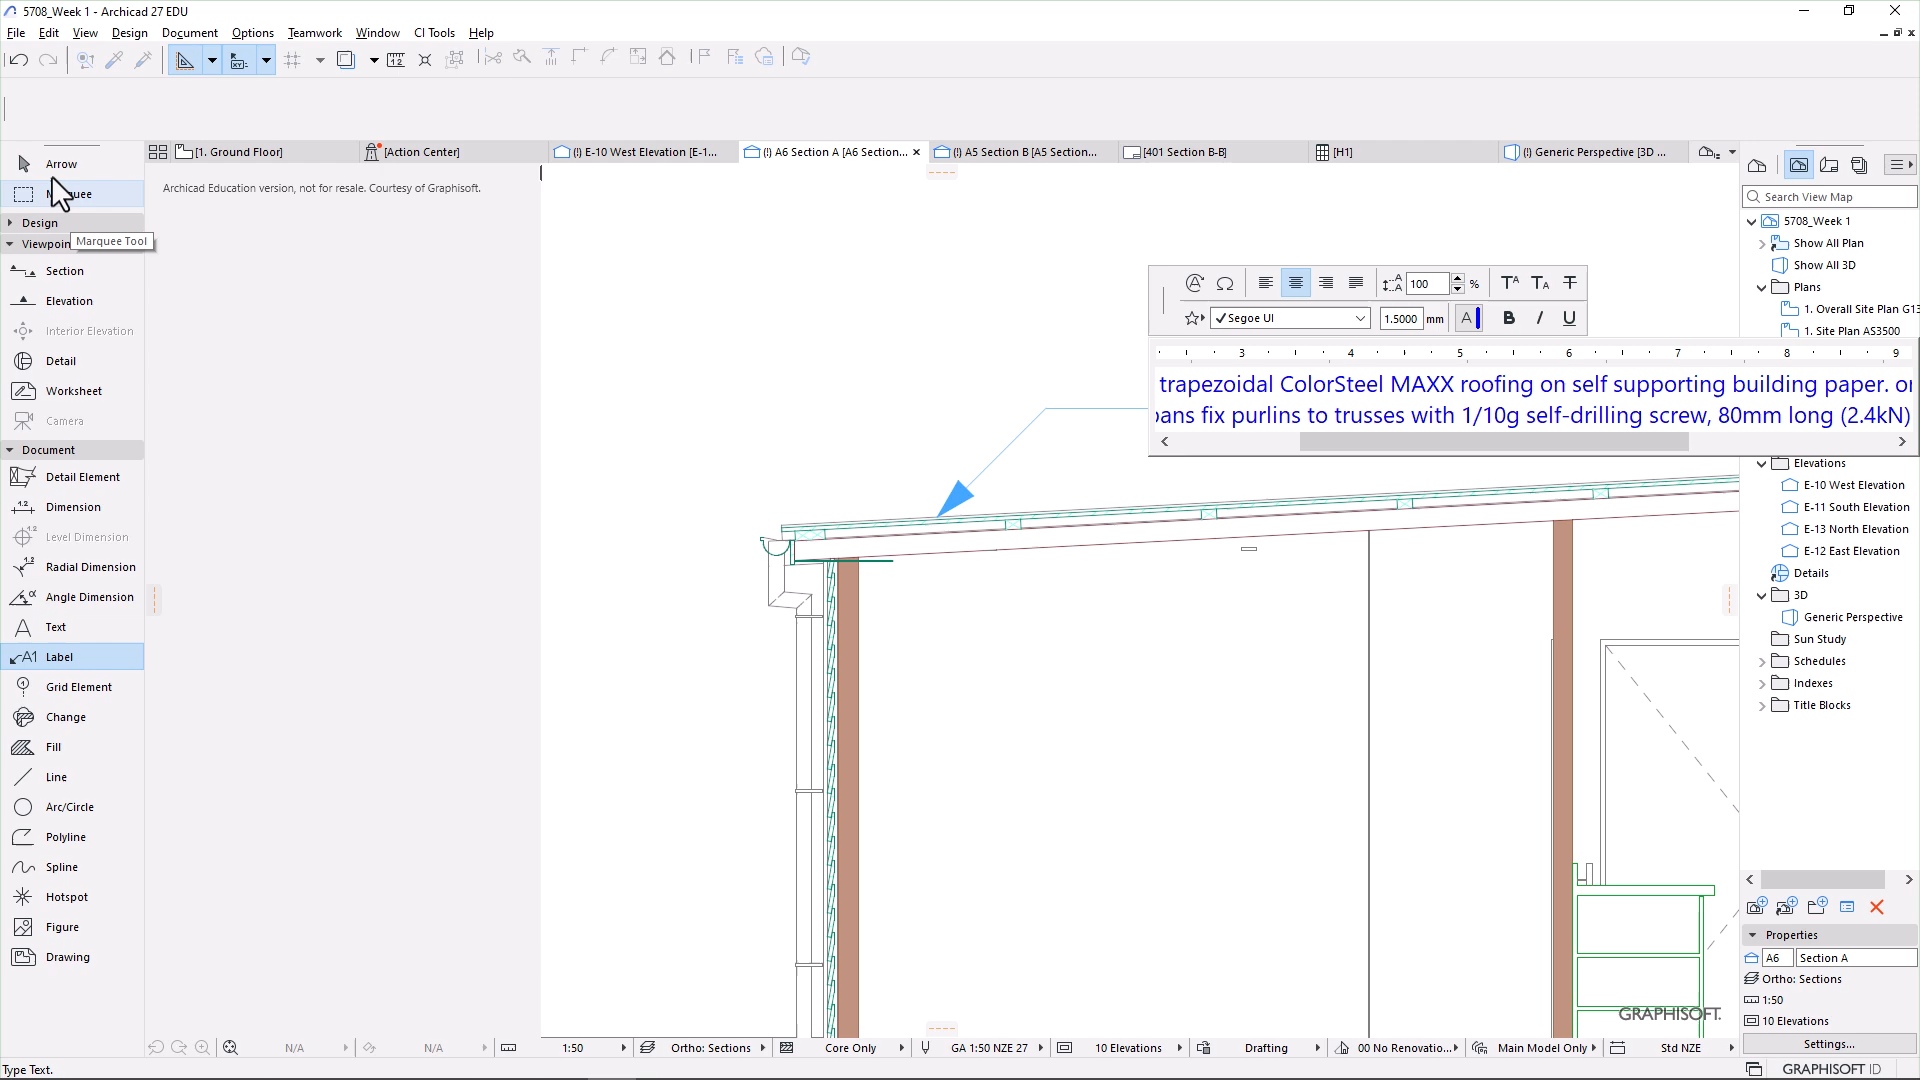 5708_Week 1 - Archicad 27 EDU
File Edit View Design Document Options Teamwork Window CI Tools Help
[1. Ground Floor] [Action Center] (!) E-10 West Elevation [E-1... (!) A6 Section A [A6 Section... (!) A5 Section B [A5 Section... [401 Section B-B] [H1] (!) Generic Perspective [3D ...
Archicad Education version, not for resale. Courtesy of Graphisoft.
Arrow
Marquee
Design
Marquee Tool
Section
Elevation
Interior Elevation
Detail
Worksheet
Camera
Document
Detail Element
Dimension
Level Dimension
Radial Dimension
Angle Dimension
Text
Label
Grid Element
Change
Fill
Line
Arc/Circle
Polyline
Spline
Hotspot
Figure
Drawing
100 %
Segoe UI 1.5000 mm A B I U
3 4 5 6 7 8 9
trapezoidal ColorSteel MAXX roofing on self supporting building paper.
fix purlins to trusses with 1/10g self-drilling screw, 80mm long (2.4kN)
Search View Map
5708_Week 1
Show All Plan
Show All 3D
Plans
1. Overall Site Plan
1. Site Plan AS3500
Elevations
E-10 West Elevation
E-11 South Elevation
E-13 North Elevation
E-12 East Elevation
Details
3D
Generic Perspective
Sun Study
Schedules
Indexes
Title Blocks
Properties
A6 Section A
Ortho: Sections
1:50
10 Elevations
Settings...
GRAPHISOFT.
N/A N/A 1:50 Ortho: Sections Core Only GA 1:50 NZE 27 10 Elevations Drafting 00 No Renovatio... Main Model Only Std NZE
Type Text.
GRAPHISOFT ID